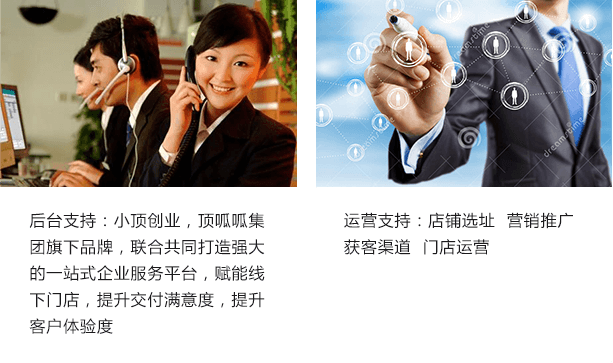 后台支持：小顶创业，顶呱呱集
团旗下品牌，联合共同打造强大
的一站式企业服务平台，赋能线
下门店，提升交付满意度，提升
客户体验度
运营支持：店铺选址 营销推广
获客渠道 门店运营